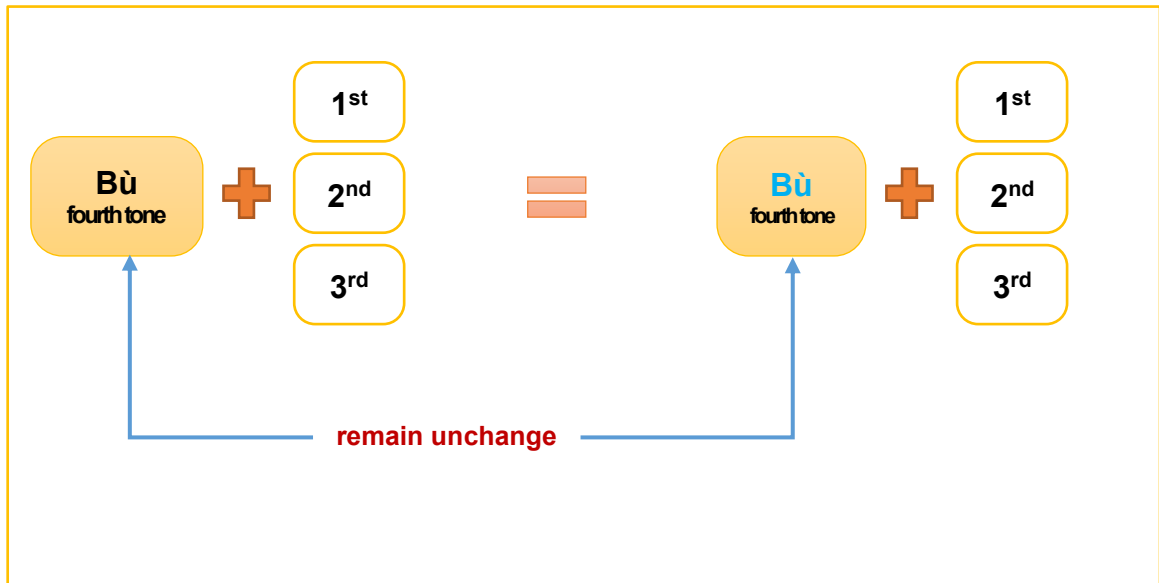 Bù
fourth tone
1st
2nd
3rd
Bù
fourth tone
1st
2nd
3rd
remain unchange